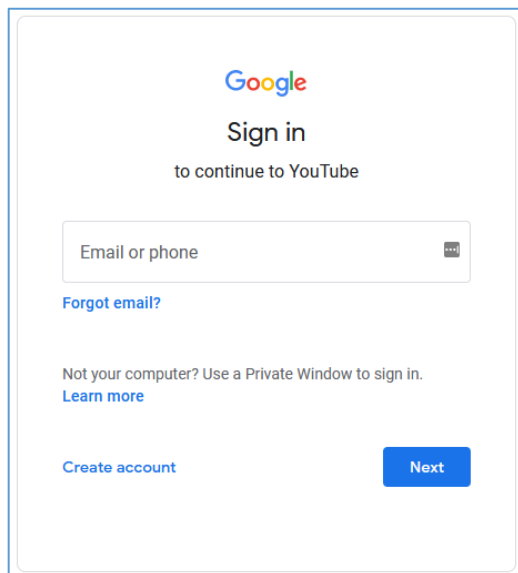 Google
Sign in
to continue to YouTube
Email or phone
Forgot email?
Not your computer? Use a Private Window to sign in.
Learn more
Create account
Next